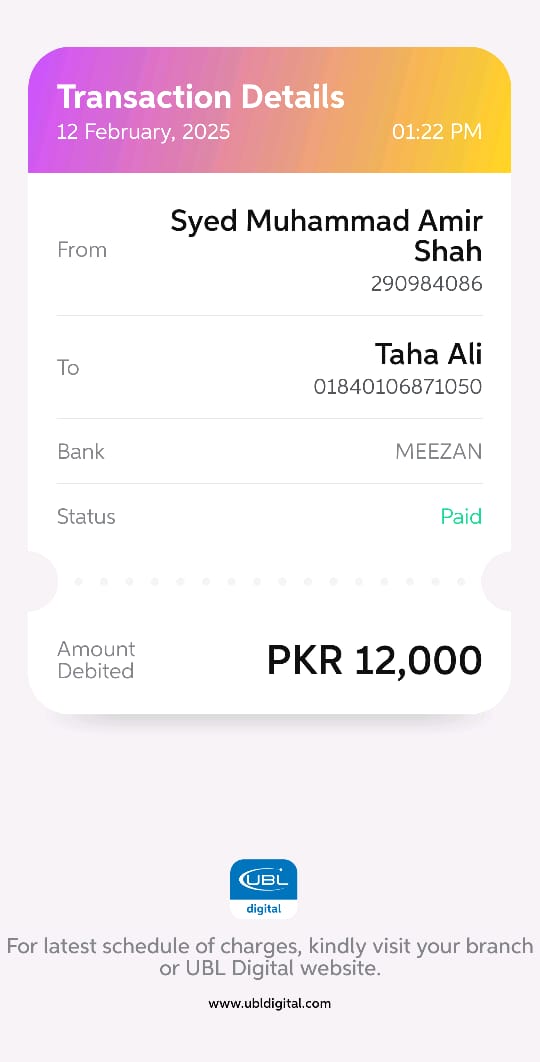 Transaction Details
12 February, 2025 01:22 PM
From
Syed Muhammad Amir
Shah
290984086
To
Taha Ali
01840106871050
Bank MEEZAN
Status Paid
Amount
Debited
PKR 12,000
UBL
digital
For latest schedule of charges, kindly visit your branch
or UBL Digital website.
www.ubldigital.com